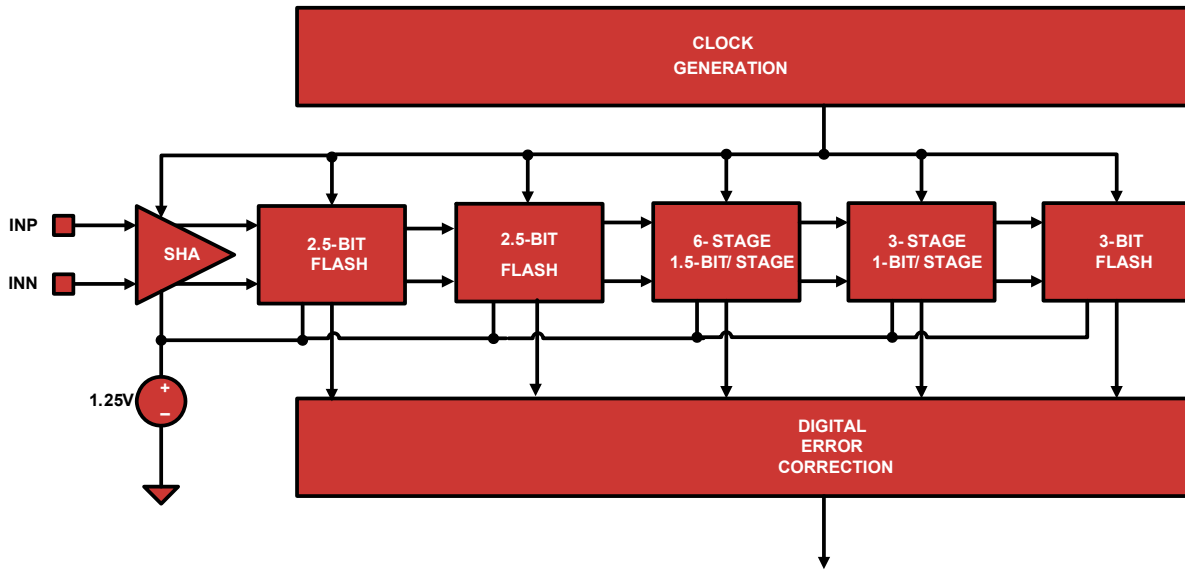 CLOCK
GENERATION
INP
INN
SHA
2.5-BIT
FLASH
2.5-BIT
FLASH
6- STAGE
1.5-BIT/ STAGE
3- STAGE
1-BIT/ STAGE
3-BIT
FLASH
1.25V
+
–
DIGITAL
ERROR
CORRECTION